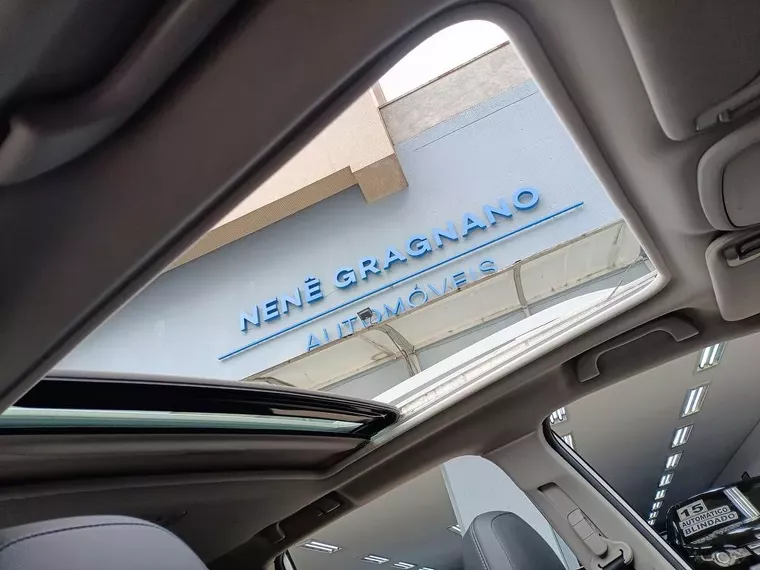 NENÊ GRAGNANO
AUTOMÓVEIS
15
AUTOMÁTICO
BLINDADO